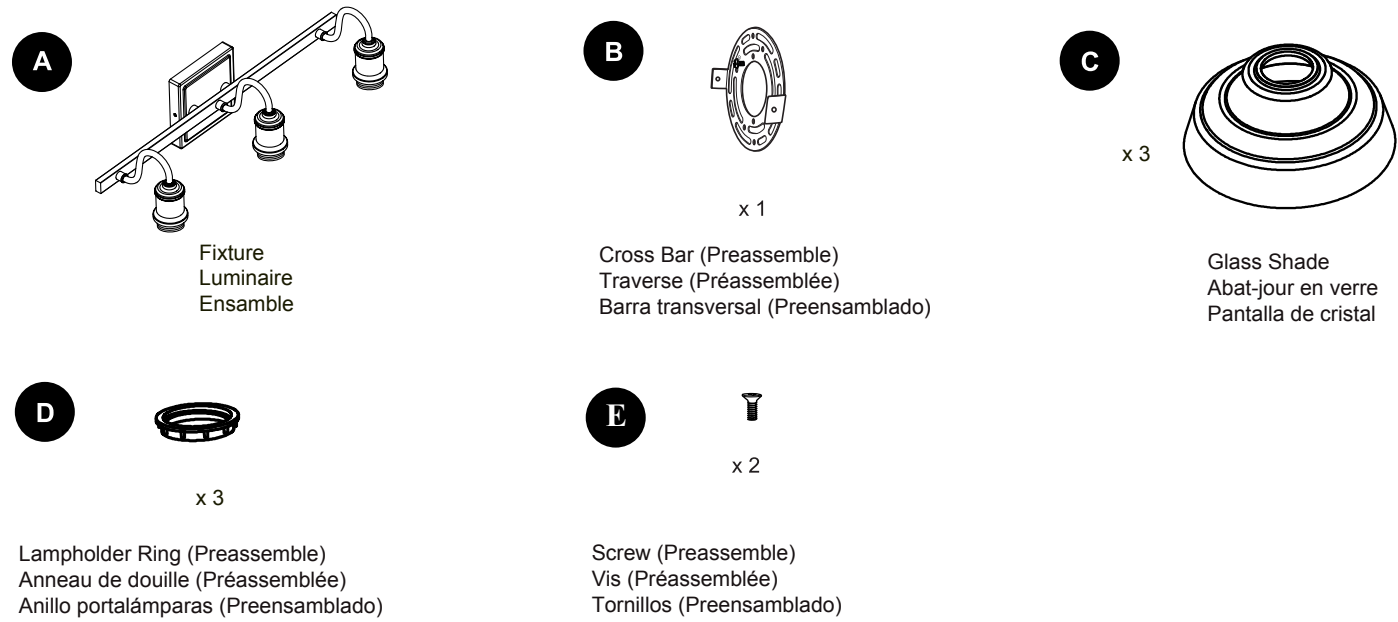 A
Fixture
Luminaire
Ensamble
B
x 1
Cross Bar (Preassemble)
Traverse (Préassemblée)
Barra transversal (Preensamblado)
C
x 3
Glass Shade
Abat-jour en verre
Pantalla de cristal
D
x 3
Lampholder Ring (Preassemble)
Anneau de douille (Préassemblée)
Anillo portalámparas (Preensamblado)
E
x 2
Screw (Preassemble)
Vis (Préassemblée)
Tornillos (Preensamblado)